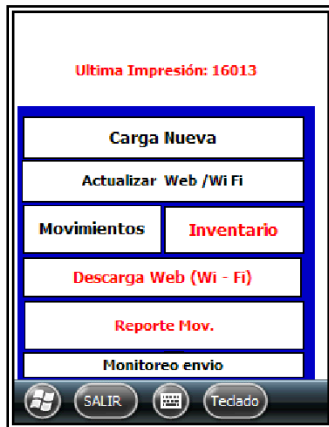 Ultima Impresión: 16013
Carga Nueva
Actualizar Web /Wi Fi
Movimientos Inventario
Descarga Web (Wi - Fi)
Reporte Mov.
Monitoreo envio
SALIR Teclado